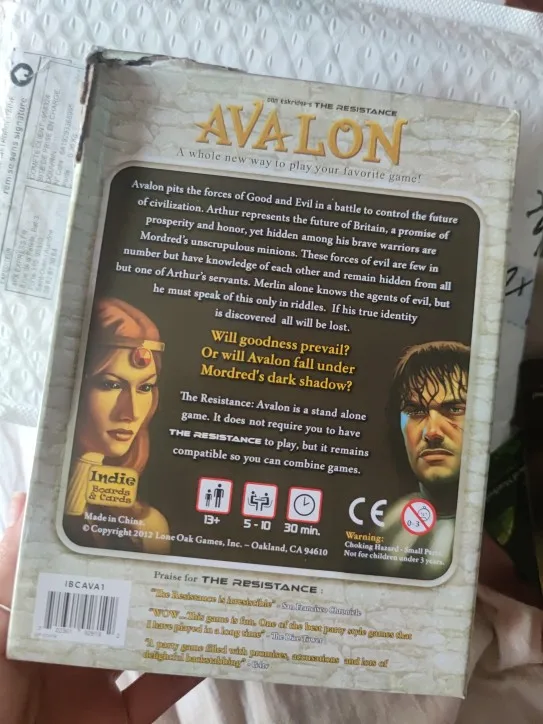 Don Eskridge's THE RESISTANCE
AVALON
A whole new way to play your favorite game!
Avalon pits the forces of Good and Evil in a battle to control the future
of civilization. Arthur represents the future of Britain, a promise of
prosperity and honor, yet hidden among his brave warriors are
Mordred's unscrupulous minions. These forces of evil are few in
number but have knowledge of each other and remain hidden from all
but one of Arthur's servants. Merlin alone knows the agents of evil, but
he must speak of this only in riddles. If his true identity
is discovered all will be lost.
Will goodness prevail?
Or will Avalon fall under
Mordred's dark shadow?
The Resistance: Avalon is a stand alone
game. It does not require you to have
THE RESISTANCE to play, but it remains
compatible so you can combine games.
Indie
Boards
& Cards
13+
5 - 10
30 min.
CE
0-3
Made in China.
© Copyright 2012 Lone Oak Games, Inc. – Oakland, CA 94610
Warning:
Choking Hazard - Small Parts
Not for children under 3 years.
IBCAVA1
Praise for THE RESISTANCE :
"The Resistance is irresistible" - San Francisco Chronicle
"WOW. This game is fun. One of the best party style games that
I have played in a long time" - The Dice Tower
"A party game filled with promises, accusations and lots of
delightful backstabbing" -